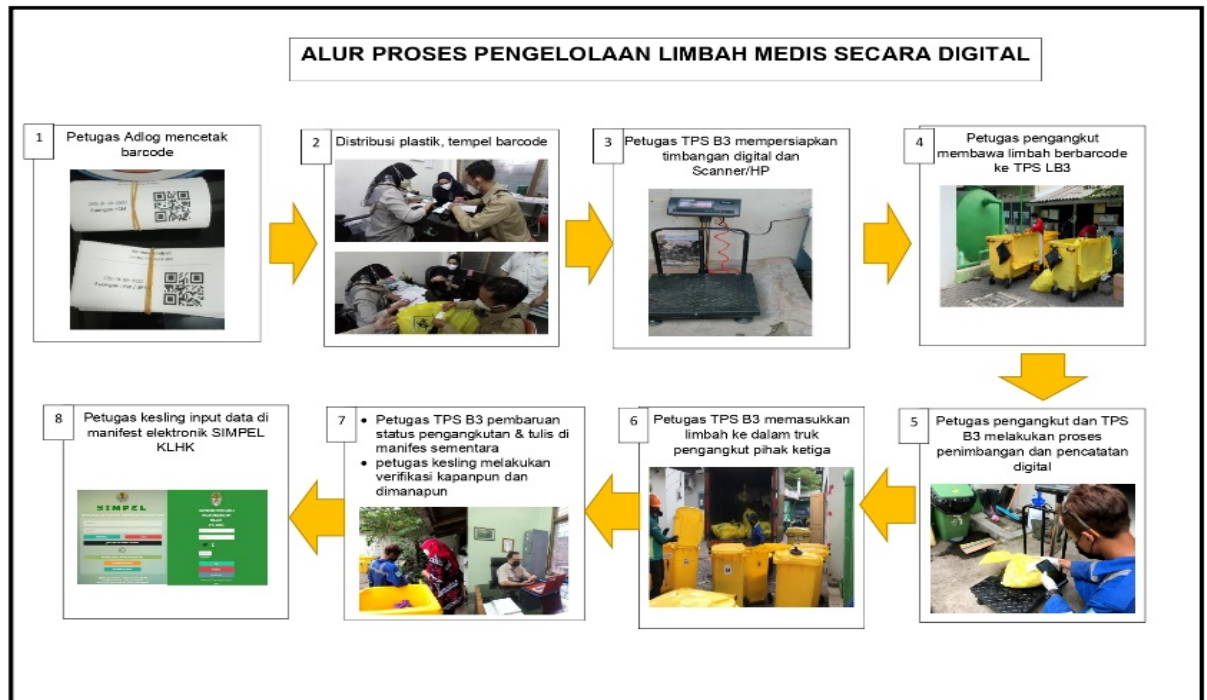 ALUR PROSES PENGELOLAAN LIMBAH MEDIS SECARA DIGITAL
1
Petugas Adlog mencetak
barcode
2
Distribusi plastik, tempel barcode
3
Petugas TPS B3 mempersiapkan
timbangan digital dan
Scanner/HP
4
Petugas pengangkut
membawa limbah berbarcode
ke TPS LB3
5
Petugas pengangkut dan TPS
B3 melakukan proses
penimbangan dan pencatatan
digital
6
Petugas TPS B3 memasukkan
limbah ke dalam truk
pengangkut pihak ketiga
7
• Petugas TPS B3 pembaruan
status pengangkutan & tulis di
manifes sementara
• petugas kesling melakukan
verifikasi kapanpun dan
dimanapun
8
Petugas kesling input data di
manifest elektronik SIMPEL
KLHK
SIMPEL